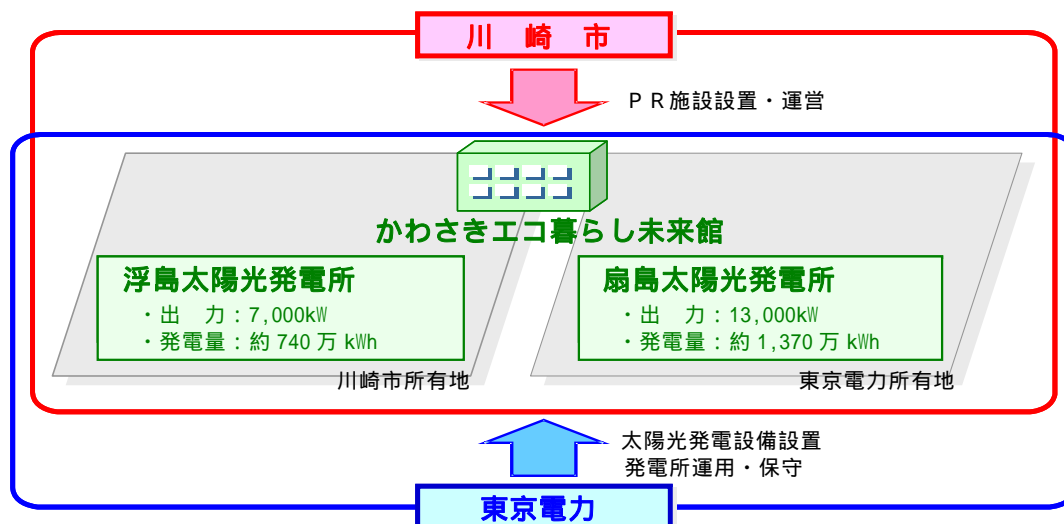 川 崎 市
ＰＲ施設設置・運営
かわさきエコ暮らし未来館
浮島太陽光発電所
・出　力：7,000kW
・発電量：約 740 万 kWh
川崎市所有地
扇島太陽光発電所
・出　力：13,000kW
・発電量：約 1,370 万 kWh
東京電力所有地
太陽光発電設備設置
発電所運用・保守
東京電力